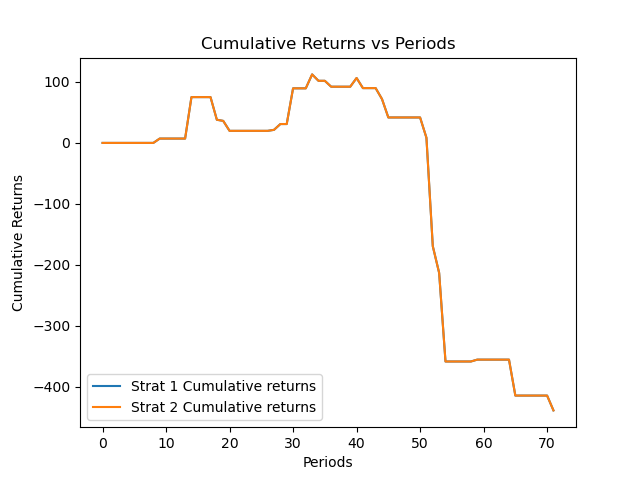 Cumulative Returns vs Periods
Cumulative Returns
100
0
−100
−200
−300
−400
Strat 1 Cumulative returns
Strat 2 Cumulative returns
0 10 20 30 40 50 60 70
Periods